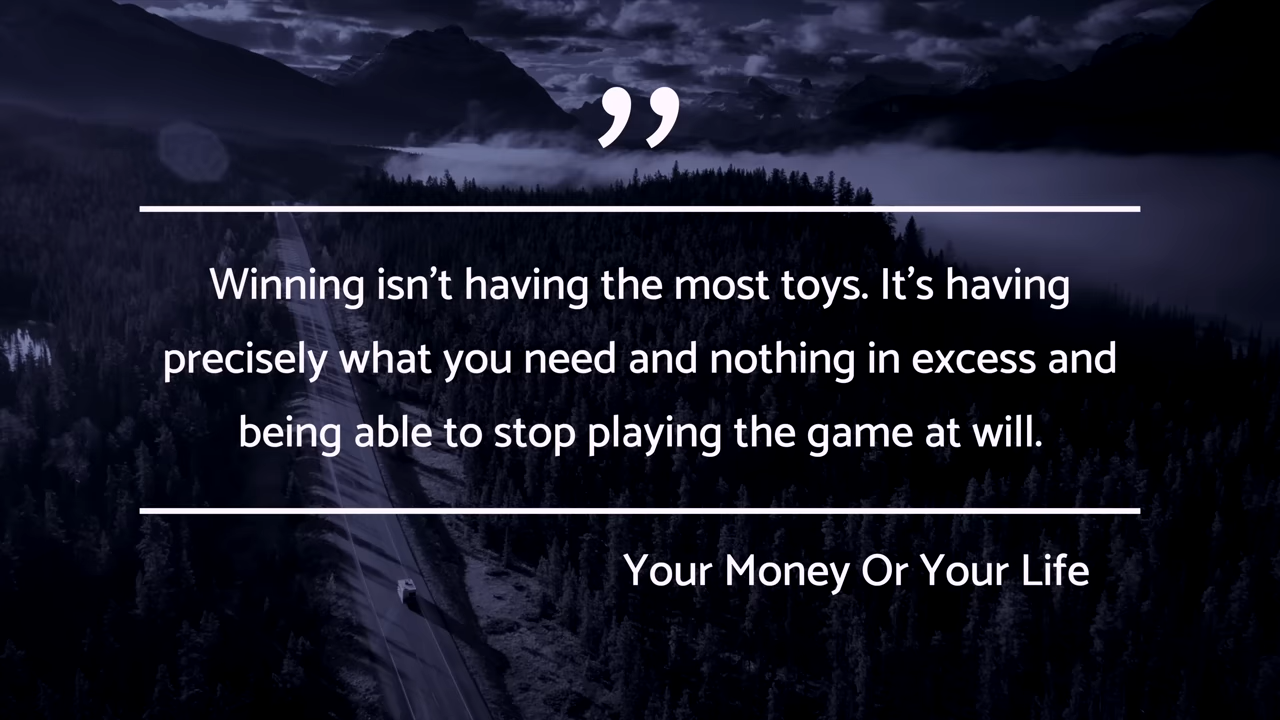 ”
Winning isn’t having the most toys. It’s having
precisely what you need and nothing in excess and
being able to stop playing the game at will.
Your Money Or Your Life